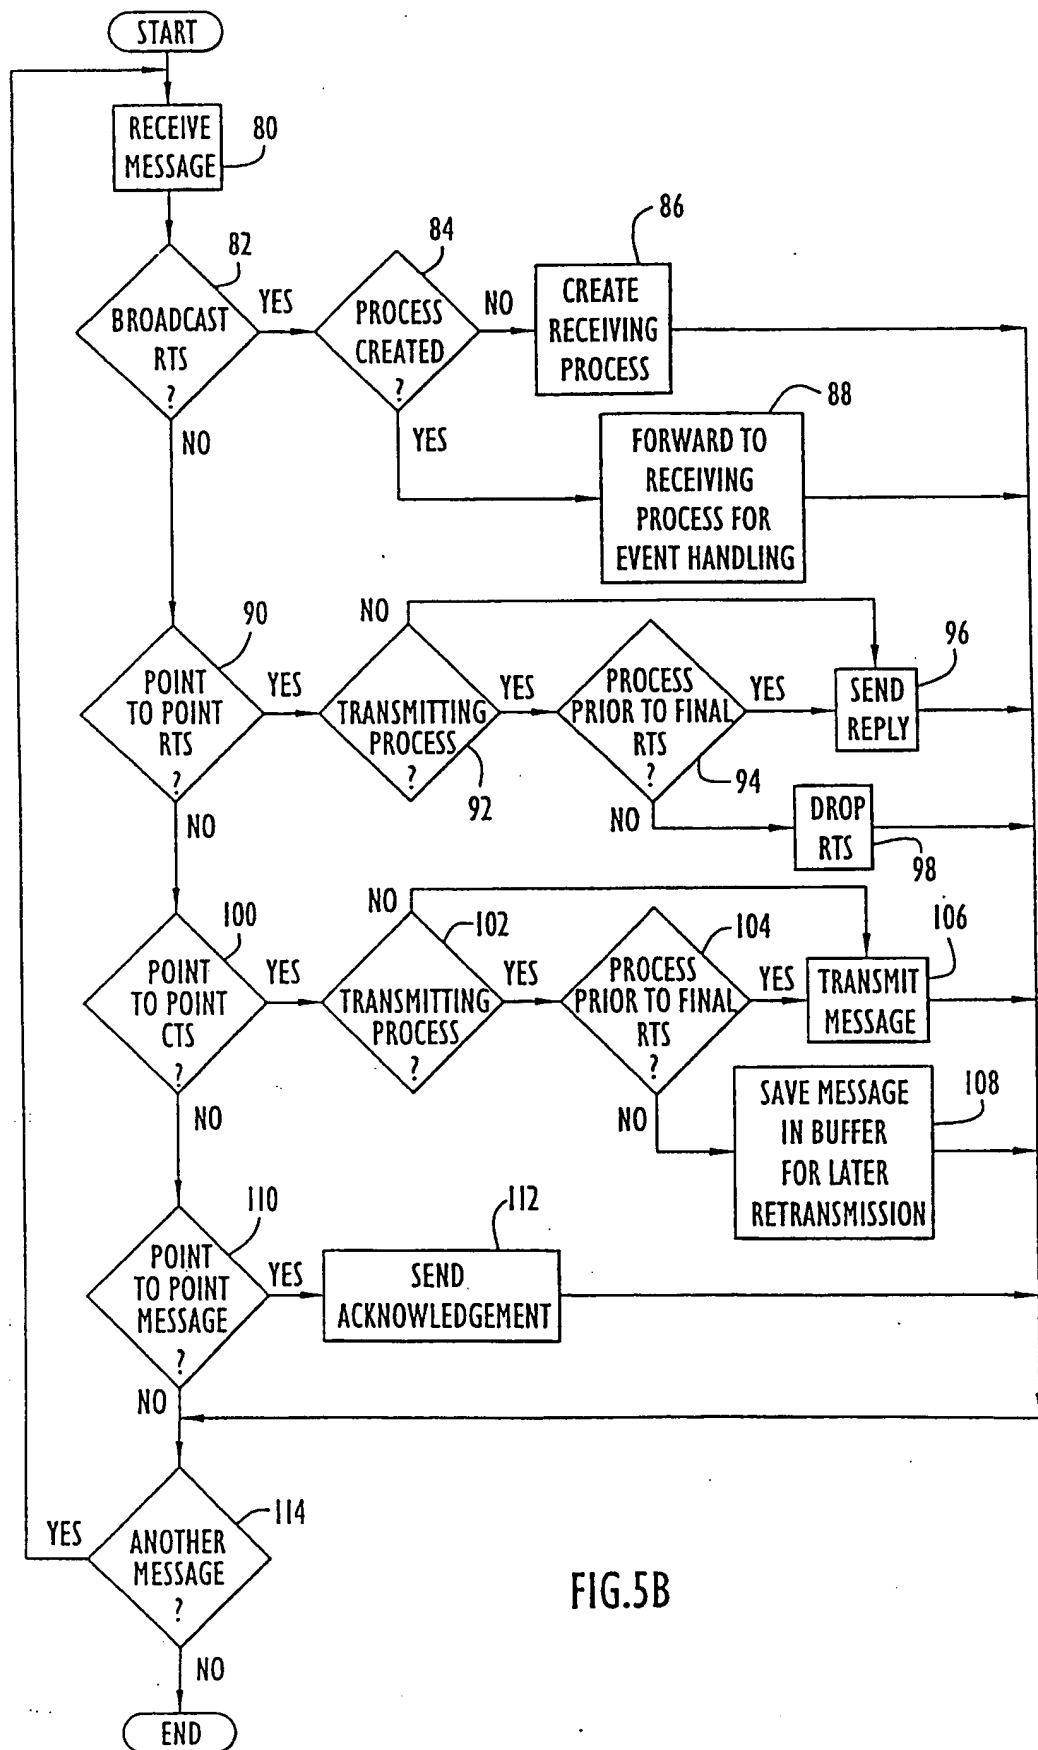 START
RECEIVE
MESSAGE
80
82
BROADCAST
RTS
?
YES
NO
84
PROCESS
CREATED
?
NO
YES
86
CREATE
RECEIVING
PROCESS
88
FORWARD TO
RECEIVING
PROCESS FOR
EVENT HANDLING
90
POINT
TO POINT
RTS
?
YES
NO
NO
TRANSMITTING
PROCESS
?
92
YES
PROCESS
PRIOR TO FINAL
RTS
?
94
YES
NO
96
SEND
REPLY
DROP
RTS
98
100
POINT
TO POINT
CTS
?
YES
NO
NO
102
TRANSMITTING
PROCESS
?
YES
104
PROCESS
PRIOR TO FINAL
RTS
?
YES
NO
106
TRANSMIT
MESSAGE
108
SAVE MESSAGE
IN BUFFER
FOR LATER
RETRANSMISSION
110
POINT
TO POINT
MESSAGE
?
YES
NO
112
SEND
ACKNOWLEDGEMENT
114
ANOTHER
MESSAGE
?
YES
NO
END
FIG.5B